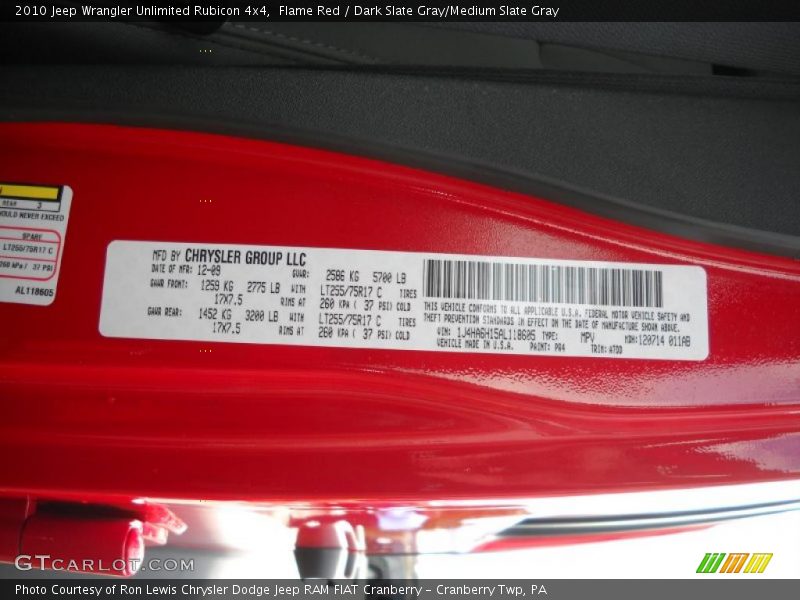 2010 Jeep Wrangler Unlimited Rubicon 4x4, Flame Red / Dark Slate Gray/Medium Slate Gray
REAR 3
OULD NEVER EXCEED
SPARE
LT255/75R17 C
260 kPa / 37 PSI
AL118605
MFD BY CHRYSLER GROUP LLC
DATE OF MFR: 12-09 GVWR: 2586 KG 5700 LB
GAWR FRONT: 1259 KG 2775 LB WITH LT255/75R17 C TIRES
17X7.5 RIMS AT 260 KPA ( 37 PSI) COLD
GAWR REAR: 1452 KG 3200 LB WITH LT255/75R17 C TIRES
17X7.5 RIMS AT 260 KPA ( 37 PSI) COLD
THIS VEHICLE CONFORMS TO ALL APPLICABLE U.S.A. FEDERAL MOTOR VEHICLE SAFETY AND
THEFT PREVENTION STANDARDS IN EFFECT ON THE DATE OF MANUFACTURE SHOWN ABOVE.
VIN: 1J4HA6H15AL118605 TYPE: MPV MDH: 120714 011AB
VEHICLE MADE IN U.S.A. PAINT: PR4 TRIM: A7DD
GTCARLOT.COM
Photo Courtesy of Ron Lewis Chrysler Dodge Jeep RAM FIAT Cranberry – Cranberry Twp, PA